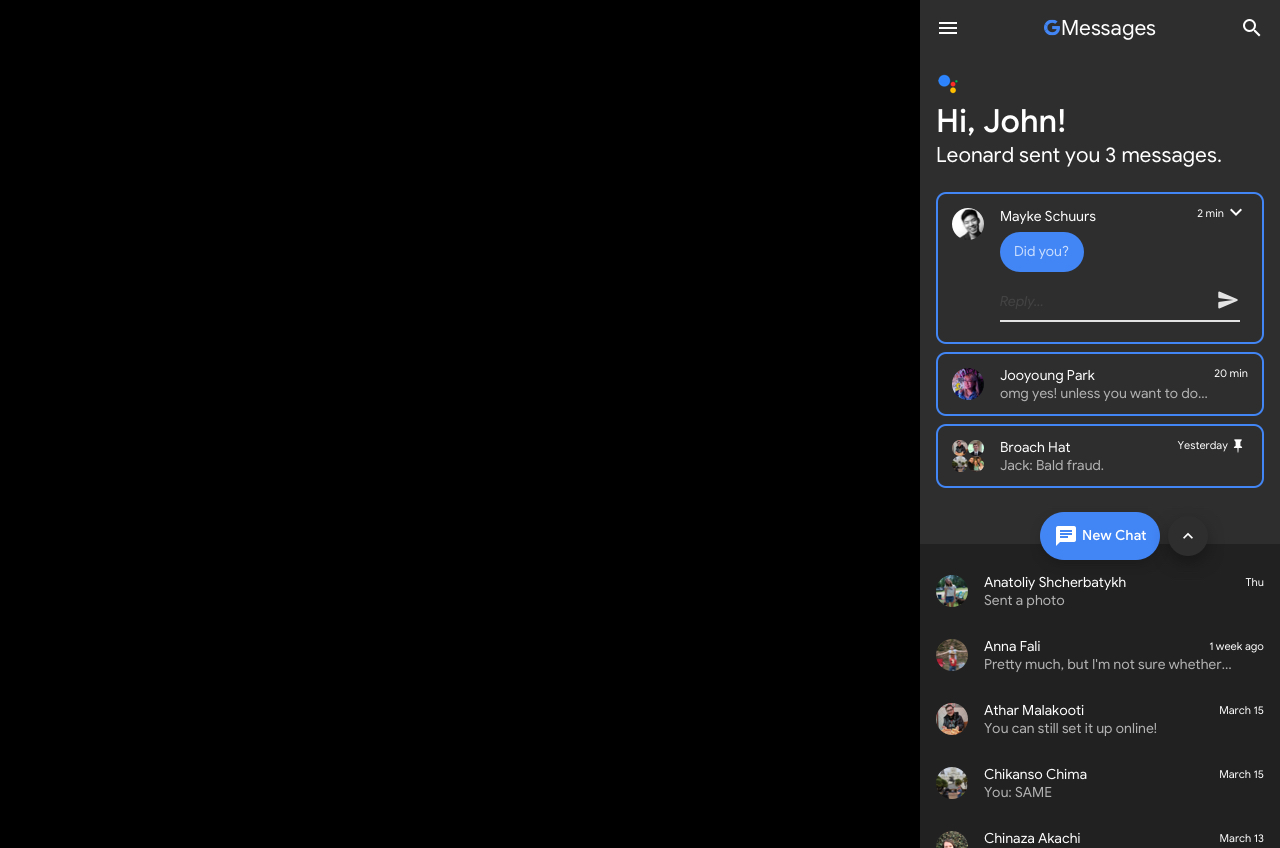 GMessages
Hi, John!
Leonard sent you 3 messages.
Mayke Schuurs
2 min
Did you?
Reply...
Jooyoung Park
20 min
omg yes! unless you want to do...
Broach Hat
Yesterday
Jack: Bald fraud.
New Chat
Anatoliy Shcherbatykh
Thu
Sent a photo
Anna Fali
1 week ago
Pretty much, but I'm not sure whether...
Athar Malakooti
March 15
You can still set it up online!
Chikanso Chima
March 15
You: SAME
Chinaza Akachi
March 13